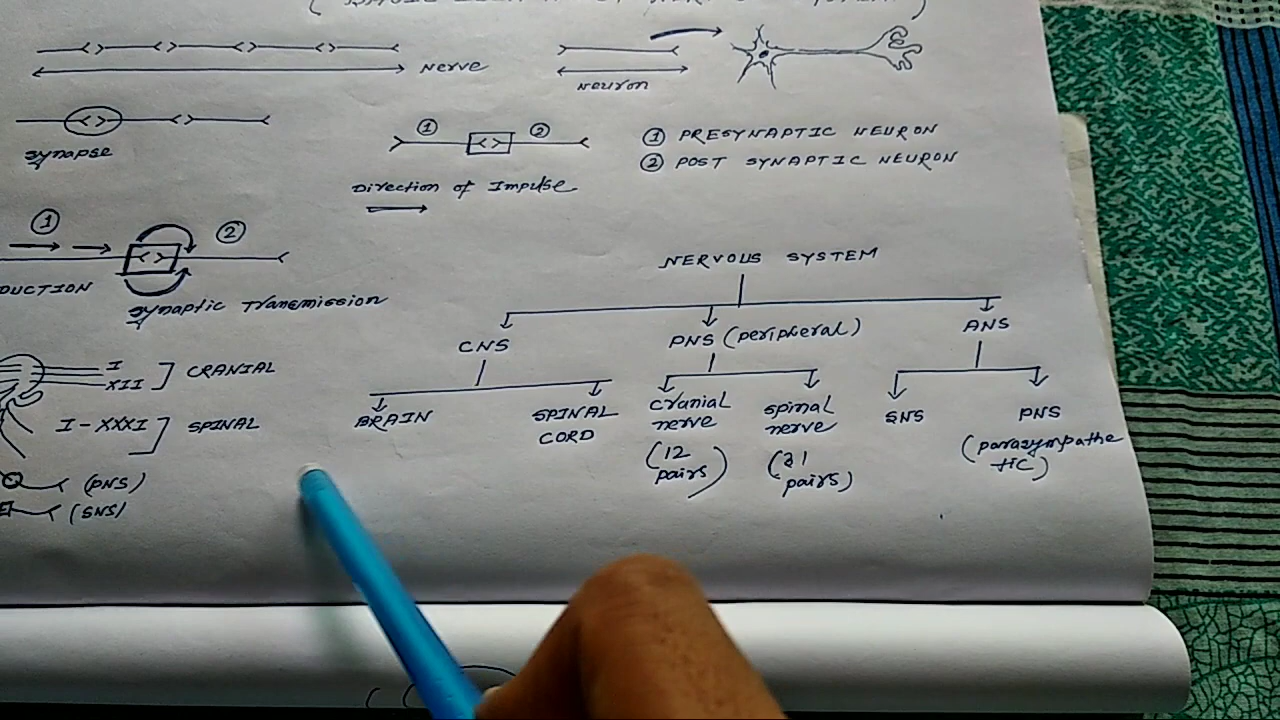 Nerve
Neuron
Synapse
① ②
① PRESYNAPTIC NEURON
② POST SYNAPTIC NEURON
Direction of Impulse
① ②
DUCTION
Synaptic Transmission
NERVOUS SYSTEM
CNS
PNS (peripheral)
ANS
BRAIN
SPINAL
CORD
cranial
nerve
(12
pairs)
spinal
nerve
(31
pairs)
SNS
PNS
(parasympathe
tic)
I
XII
CRANIAL
I - XXXI
SPINAL
(PNS)
(SNS)